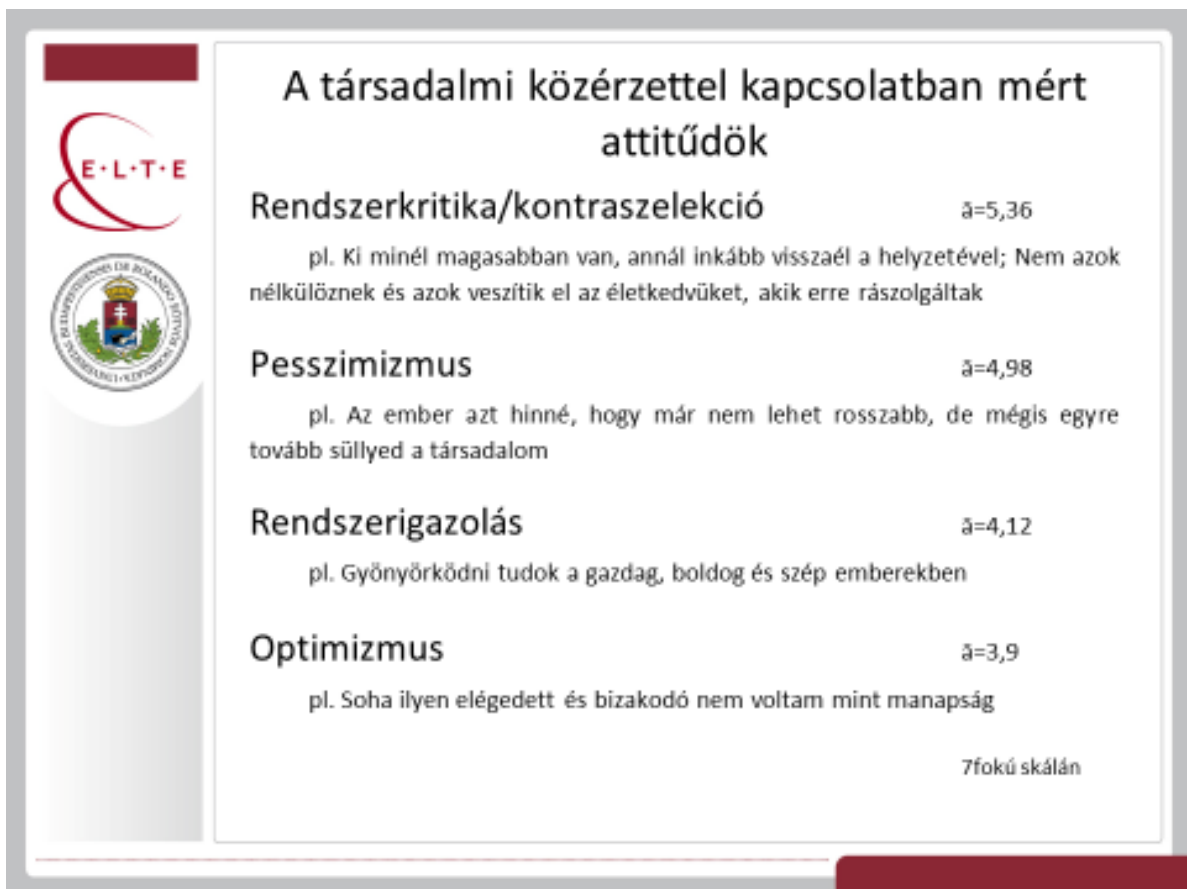 A társadalmi közérzettel kapcsolatban mért
attitűdök
E·L·T·E
Rendszerkritika/kontraszelekció ā=5,36
pl. Ki minél magasabban van, annál inkább visszaél a helyzetével; Nem azok
nélkülöznek és azok veszítik el az életkedvüket, akik erre rászolgáltak
Pesszimizmus ā=4,98
pl. Az ember azt hinné, hogy már nem lehet rosszabb, de mégis egyre
tovább süllyed a társadalom
Rendszerigazolás ā=4,12
pl. Gyönyörködni tudok a gazdag, boldog és szép emberekben
Optimizmus ā=3,9
pl. Soha ilyen elégedett és bizakodó nem voltam mint manapság
7fokú skálán